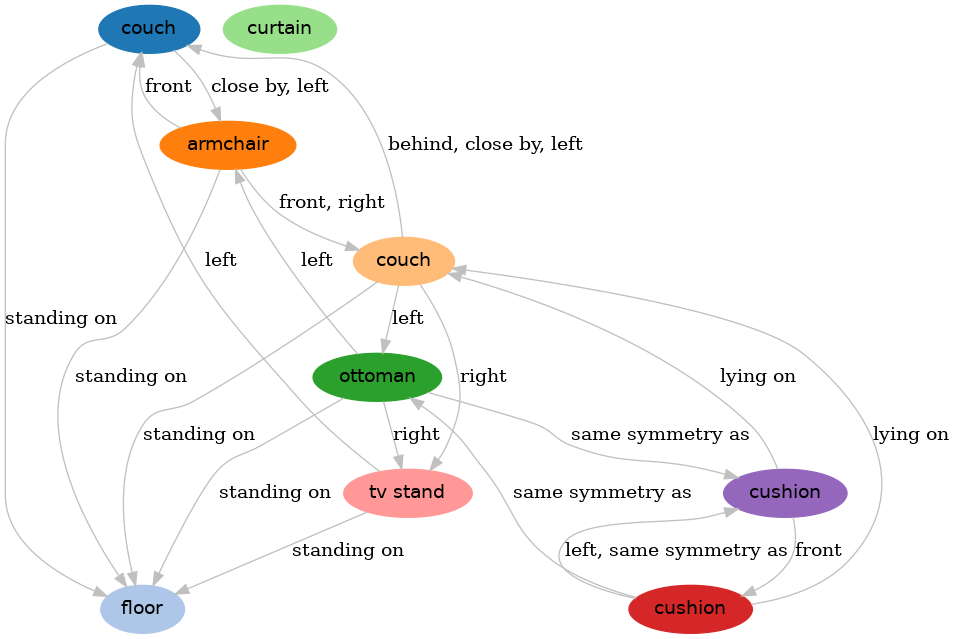 couch
curtain
front
close by, left
armchair
behind, close by, left
front, right
left
left
couch
standing on
left
standing on
ottoman
right
lying on
standing on
right
same symmetry as
lying on
standing on
tv stand
same symmetry as
cushion
standing on
left, same symmetry as
front
floor
cushion